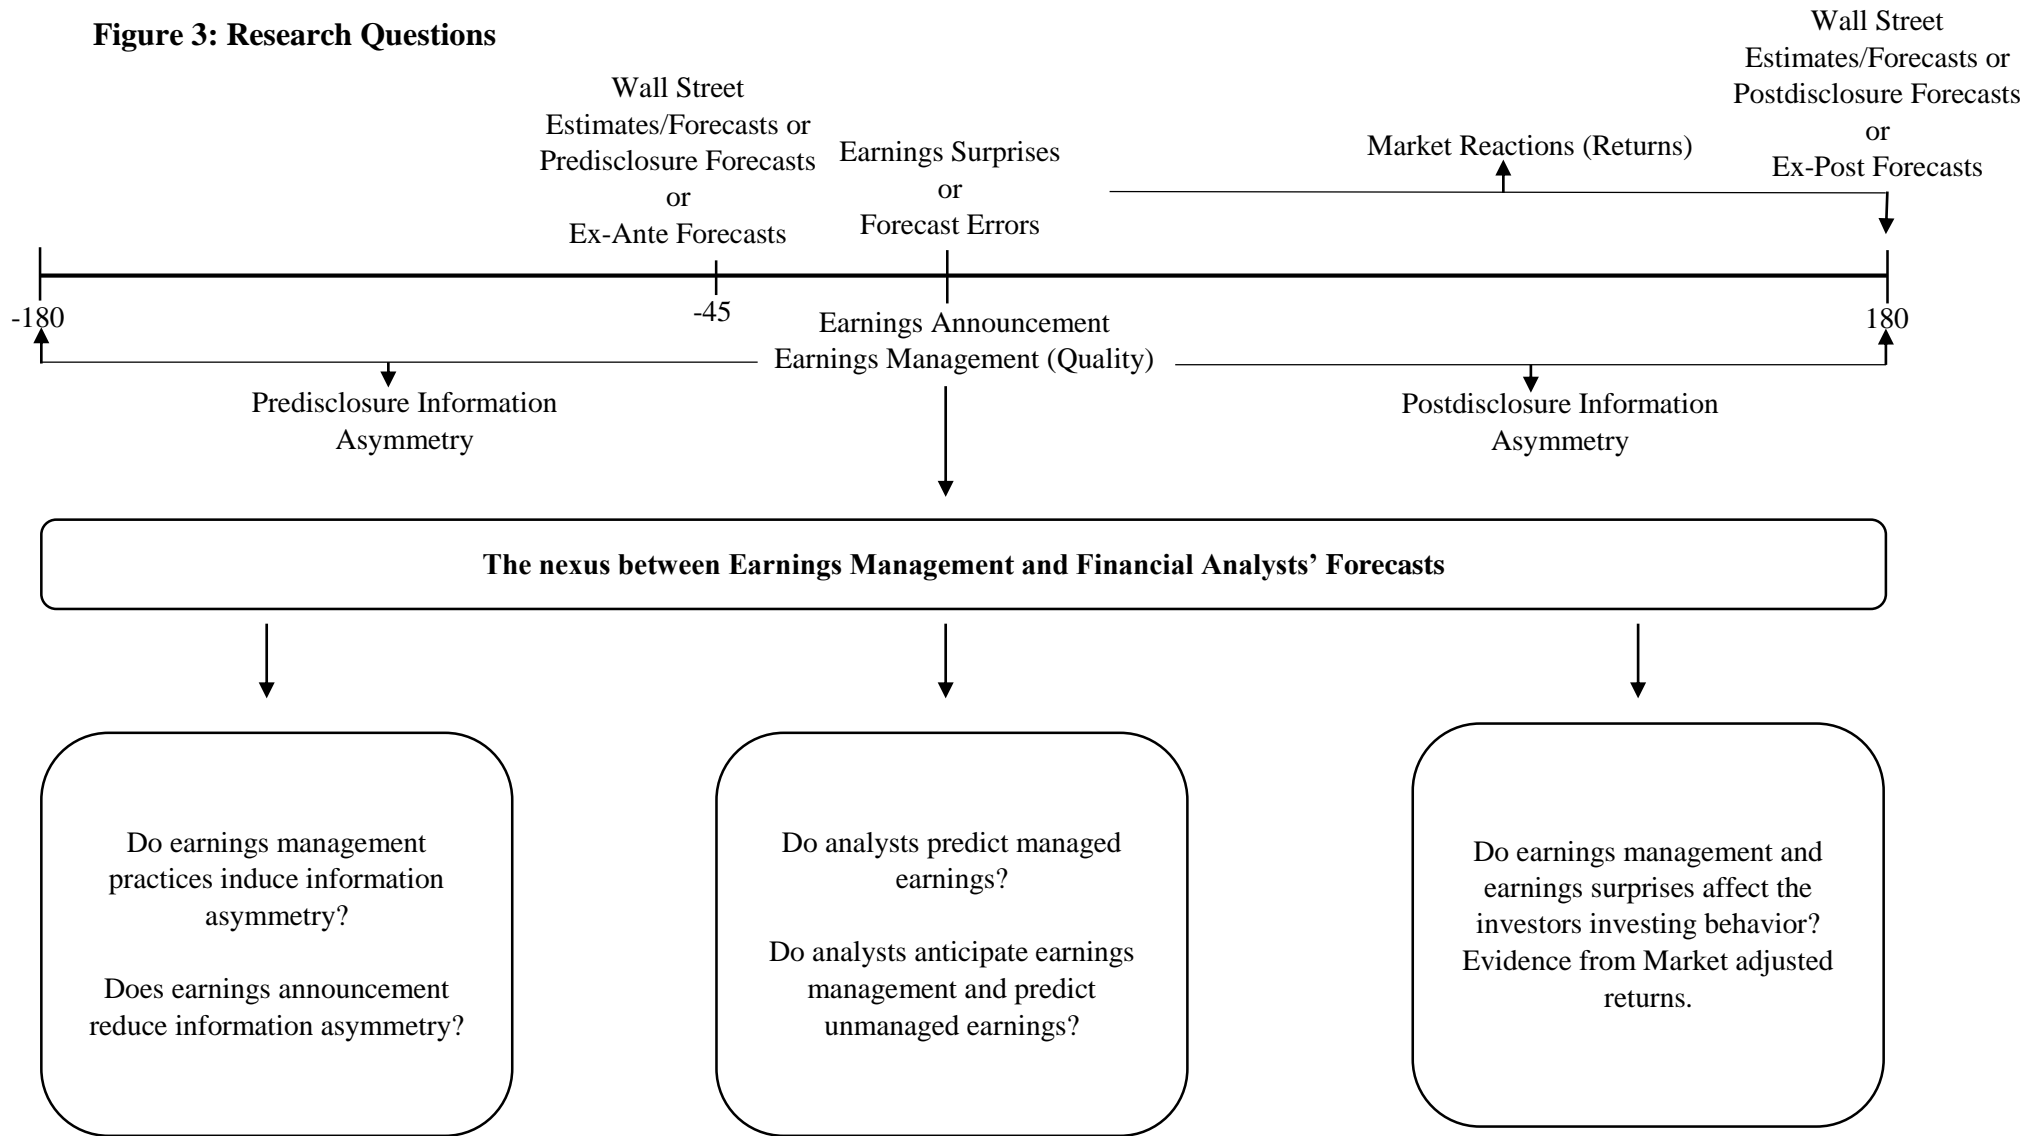 Figure 3: Research Questions
Wall Street
Estimates/Forecasts or
Predisclosure Forecasts
or
Ex-Ante Forecasts
Earnings Surprises
or
Forecast Errors
Market Reactions (Returns)
Wall Street
Estimates/Forecasts or
Postdisclosure Forecasts
or
Ex-Post Forecasts
-180
-45
180
Earnings Announcement
Earnings Management (Quality)
Predisclosure Information
Asymmetry
Postdisclosure Information
Asymmetry
The nexus between Earnings Management and Financial Analysts’ Forecasts
Do earnings management
practices induce information
asymmetry?
Does earnings announcement
reduce information asymmetry?
Do analysts predict managed
earnings?
Do analysts anticipate earnings
management and predict
unmanaged earnings?
Do earnings management and
earnings surprises affect the
investors investing behavior?
Evidence from Market adjusted
returns.